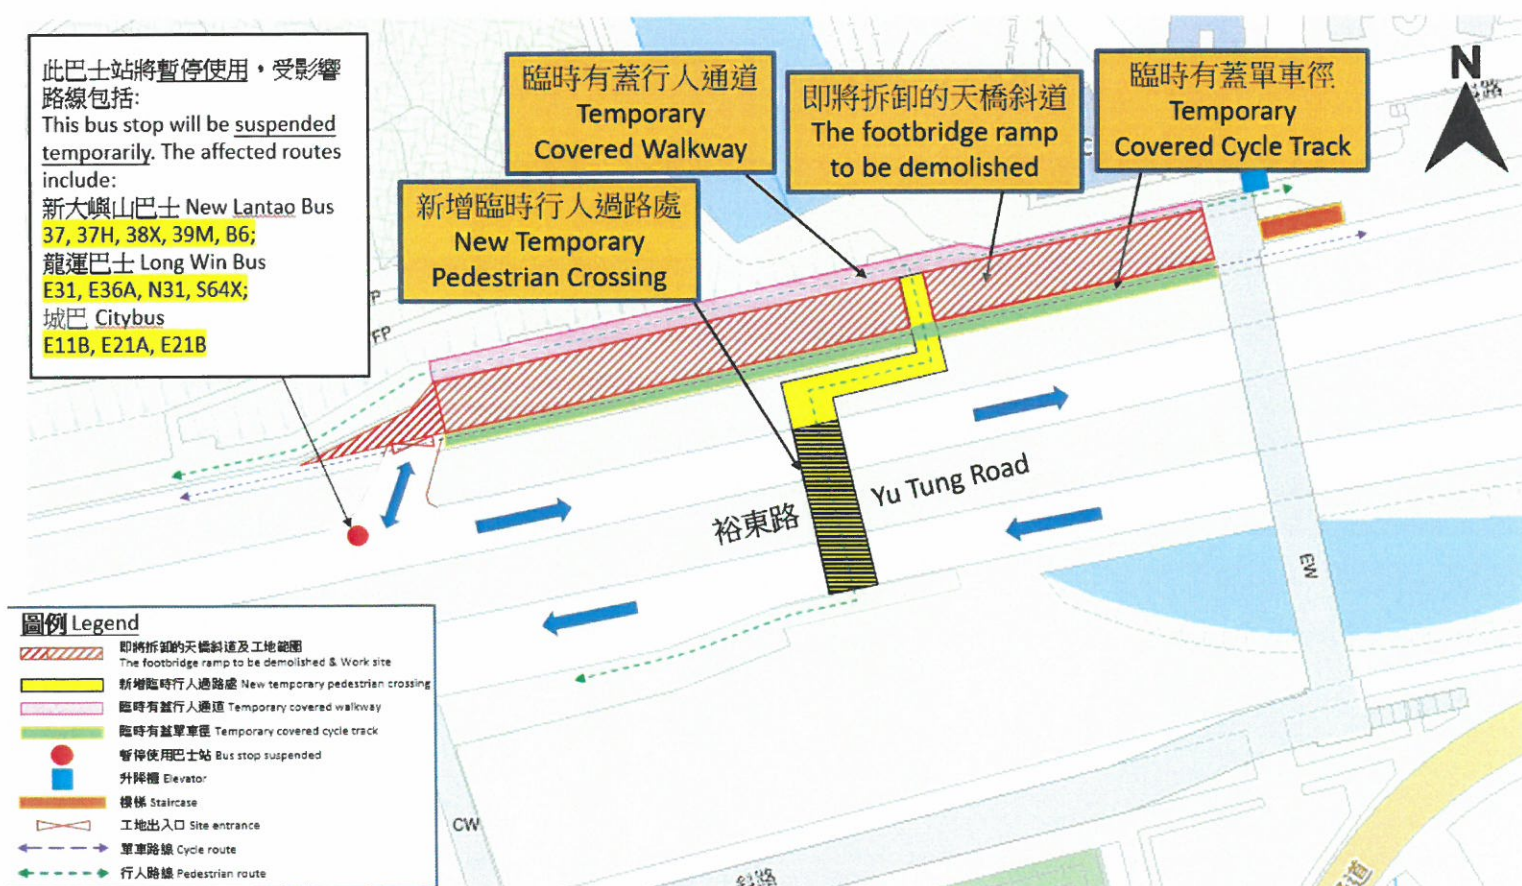 此巴士站將暫停使用，受影響
路線包括:
This bus stop will be suspended
temporarily. The affected routes
include:
新大嶼山巴士 New Lantao Bus
37, 37H, 38X, 39M, B6;
龍運巴士 Long Win Bus
E31, E36A, N31, S64X;
城巴 Citybus
E11B, E21A, E21B
臨時有蓋行人通道
Temporary
Covered Walkway
即將拆卸的天橋斜道
The footbridge ramp
to be demolished
臨時有蓋單車徑
Temporary
Covered Cycle Track
N
新增臨時行人過路處
New Temporary
Pedestrian Crossing
FP
裕東路
Yu Tung Road
EW
CW
圖例 Legend
即將拆卸的天橋斜道及工地範圍
The footbridge ramp to be demolished & Work site
新增臨時行人過路處 New temporary pedestrian crossing
臨時有蓋行人通道 Temporary covered walkway
臨時有蓋單車徑 Temporary covered cycle track
暫停使用巴士站 Bus stop suspended
升降機 Elevator
樓梯 Staircase
工地出入口 Site entrance
單車路線 Cycle route
行人路線 Pedestrian route